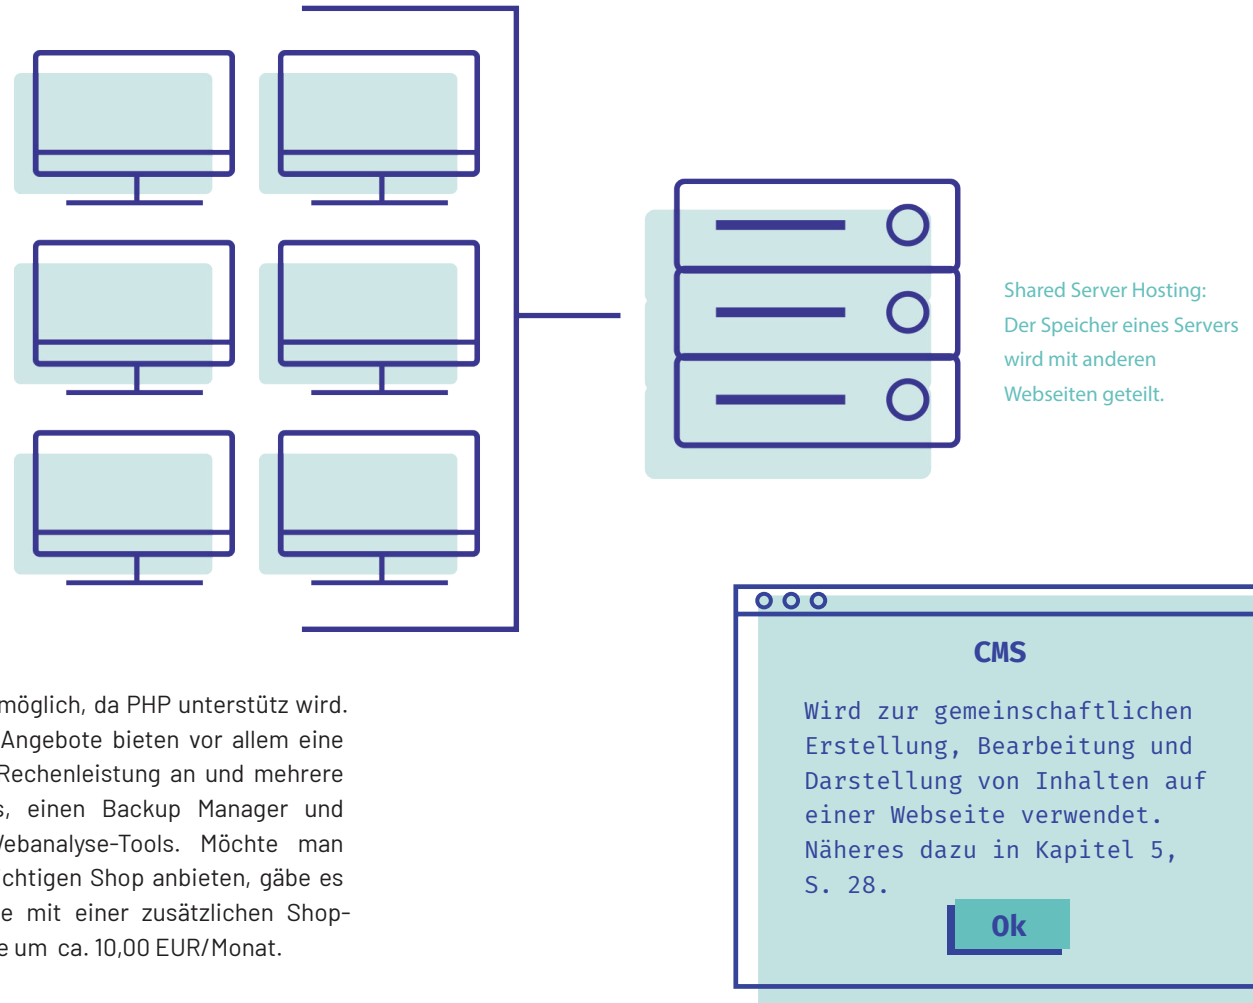 Shared Server Hosting:
Der Speicher eines Servers
wird mit anderen
Webseiten geteilt.
möglich, da PHP unterstütz wird.
Angebote bieten vor allem eine
Rechenleistung an und mehrere
einen Backup Manager und
Webanalyse-Tools. Möchte man
Shop anbieten, gäbe es
mit einer zusätzlichen Shop-
um ca. 10,00 EUR/Monat.
CMS
Wird zur gemeinschaftlichen
Erstellung, Bearbeitung und
Darstellung von Inhalten auf
einer Webseite verwendet.
Näheres dazu in Kapitel 5,
S. 28.
Ok